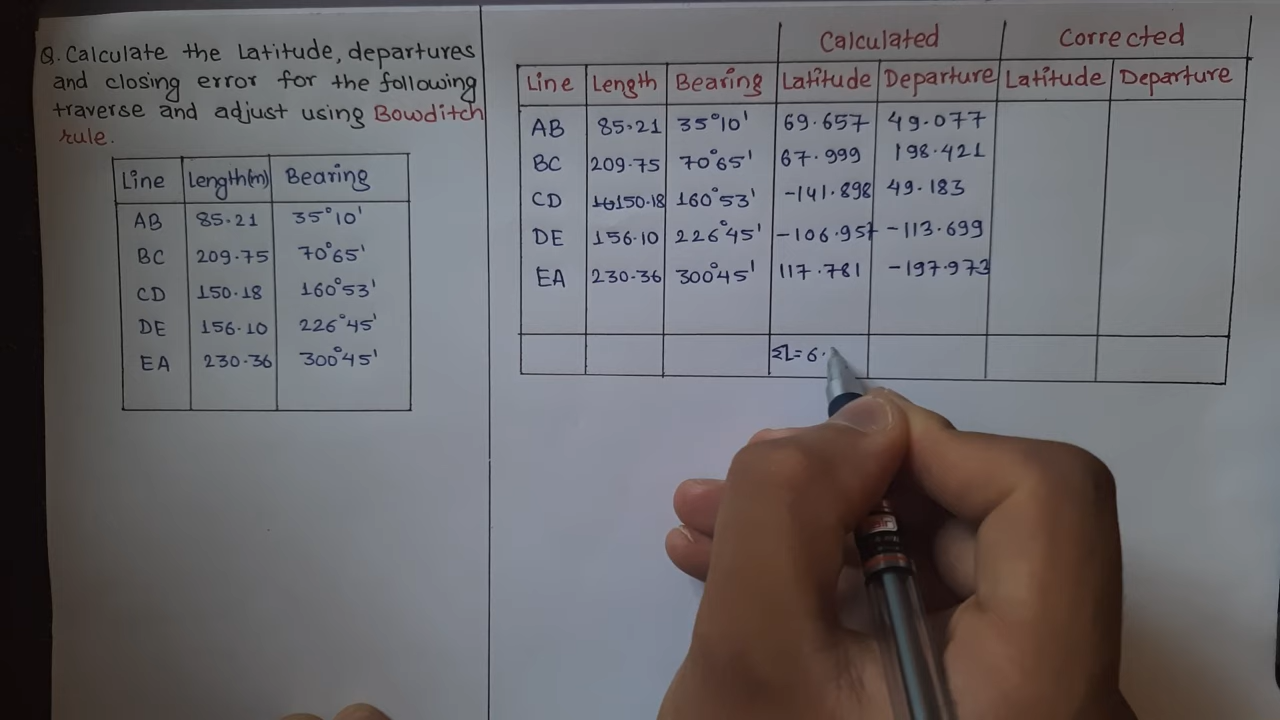 Q. Calculate the Latitude, departures
and closing error for the following
traverse and adjust using Bowditch
rule.
Line Length(m) Bearing
AB 85.21 35°10'
BC 209.75 70°65'
CD 150.18 160°53'
DE 156.10 226°45'
EA 230.36 300°45'
Calculated Corrected
Line Length Bearing Latitude Departure Latitude Departure
AB 85.21 35°10' 69.657 49.077
BC 209.75 70°65' 67.999 198.421
CD 150.18 160°53' -141.898 49.183
DE 156.10 226°45' -106.957 -113.699
EA 230.36 300°45' 117.781 -197.973
ΣL=6.